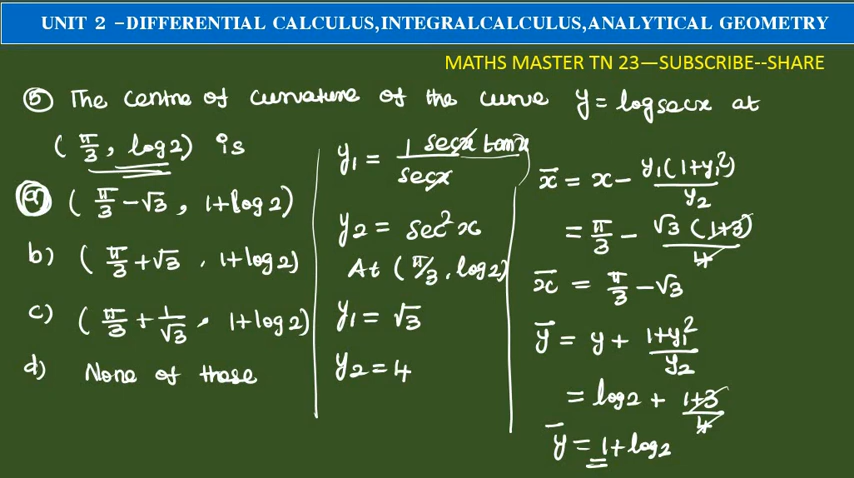 UNIT 2 –DIFFERENTIAL CALCULUS,INTEGRALCALCULUS,ANALYTICAL GEOMETRY
MATHS MASTER TN 23—SUBSCRIBE--SHARE
⑤ The centre of curvature of the curve y = log secx at
(π/3, log2) is
a) (π/3 − √3, 1+log2)
b) (π/3 + √3, 1+log2)
c) (π/3 + 1/√3, 1+log2)
d) None of these
y₁ = 1 secx tanx / secx
y₂ = sec²x
At (π/3, log2)
y₁ = √3
y₂ = 4
x̄ = x − y₁(1+y₁²)/y₂
= π/3 − √3(1+3)/4
x̄ = π/3 − √3
ȳ = y + (1+y₁²)/y₂
= log2 + (1+3)/4
ȳ = 1+log2